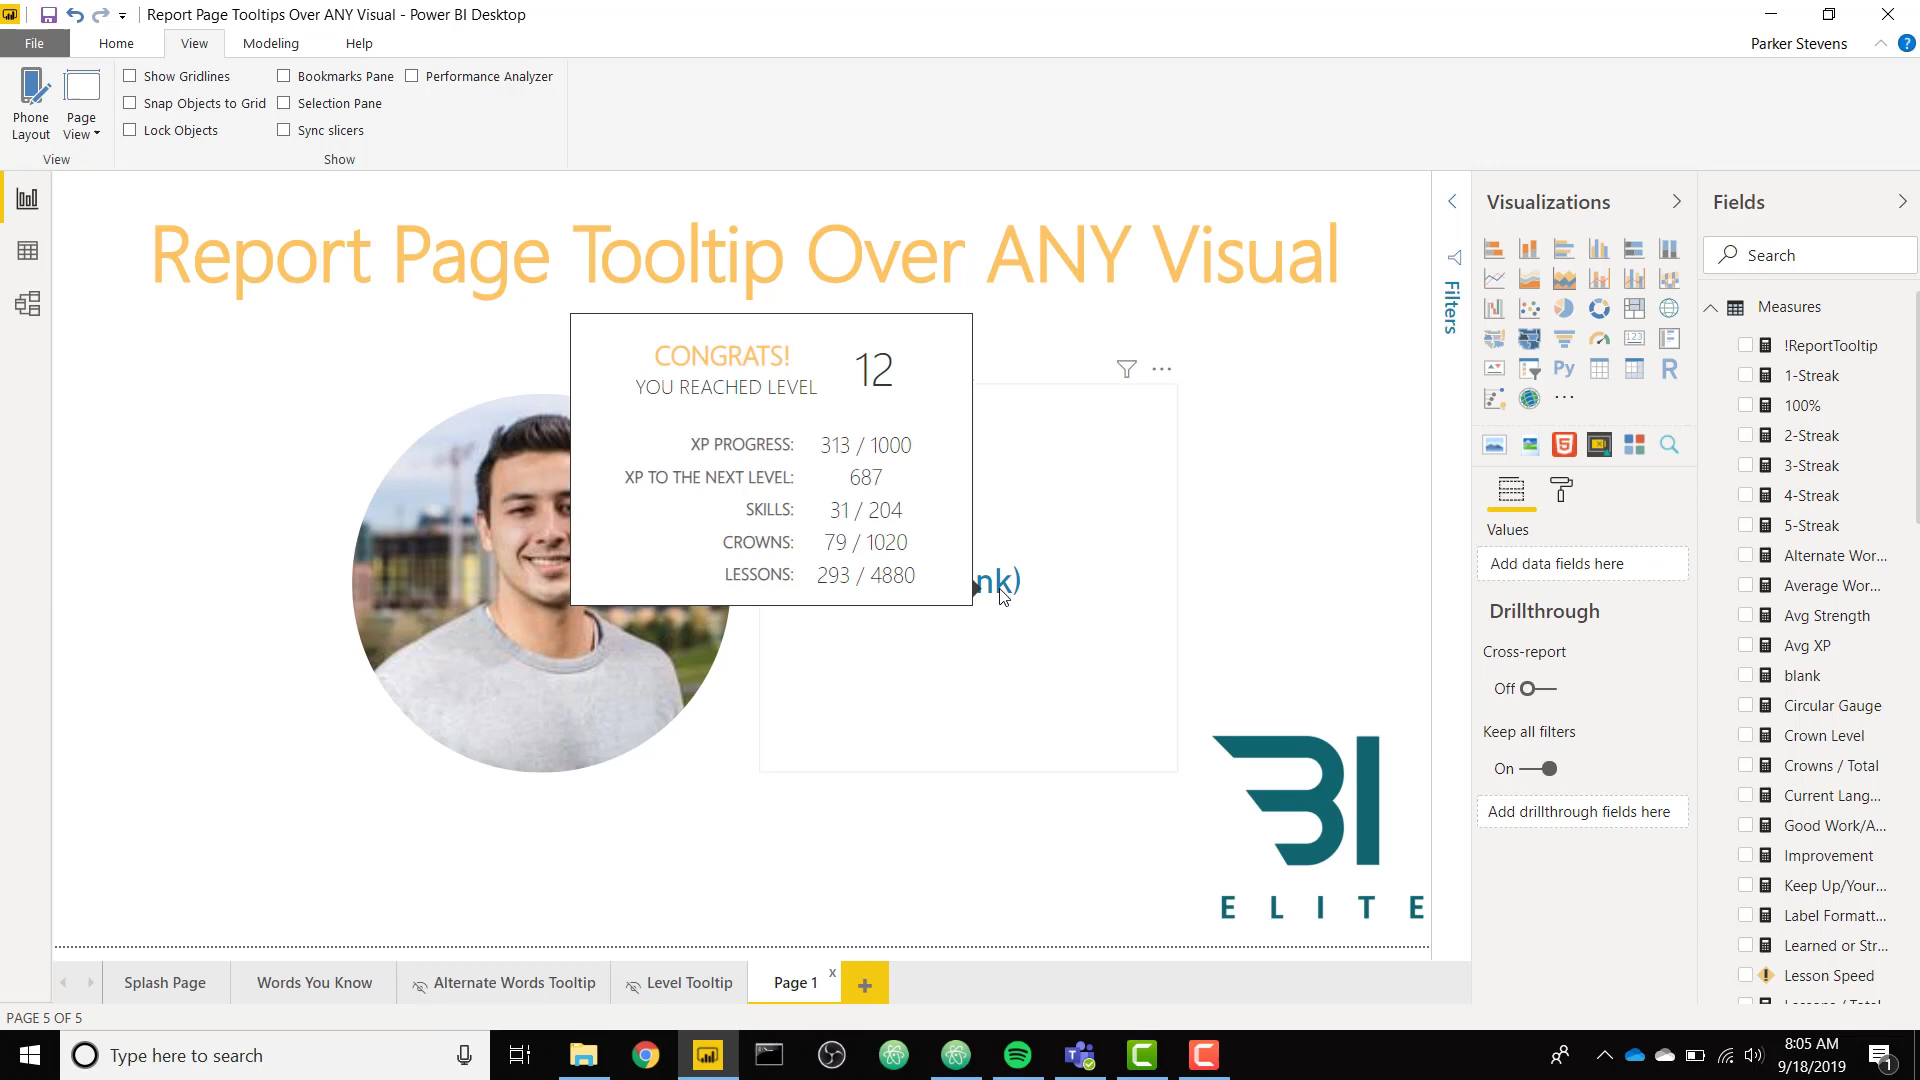 Report Page Tooltips Over ANY Visual - Power BI Desktop
File
Home
View
Modeling
Help
Parker Stevens
Phone
Layout
Page
View
Show Gridlines
Snap Objects to Grid
Lock Objects
Bookmarks Pane
Selection Pane
Sync slicers
Performance Analyzer
View
Show
Report Page Tooltip Over ANY Visual
CONGRATS!
YOU REACHED LEVEL
12
XP PROGRESS: 313 / 1000
XP TO THE NEXT LEVEL: 687
SKILLS: 31 / 204
CROWNS: 79 / 1020
LESSONS: 293 / 4880
nk)
BI
ELITE
Filters
Visualizations
Py
R
123
5
Values
Add data fields here
Drillthrough
Cross-report
Off
Keep all filters
On
Add drillthrough fields here
Fields
Search
Measures
!ReportTooltip
1-Streak
100%
2-Streak
3-Streak
4-Streak
5-Streak
Alternate Wor...
Average Wor...
Avg Strength
Avg XP
blank
Circular Gauge
Crown Level
Crowns / Total
Current Lang...
Good Work/A...
Improvement
Keep Up/Your...
Label Formatt...
Learned or Str...
Lesson Speed
Lessons / Total
Splash Page
Words You Know
Alternate Words Tooltip
Level Tooltip
Page 1
x
+
PAGE 5 OF 5
Type here to search
8:05 AM
9/18/2019
1